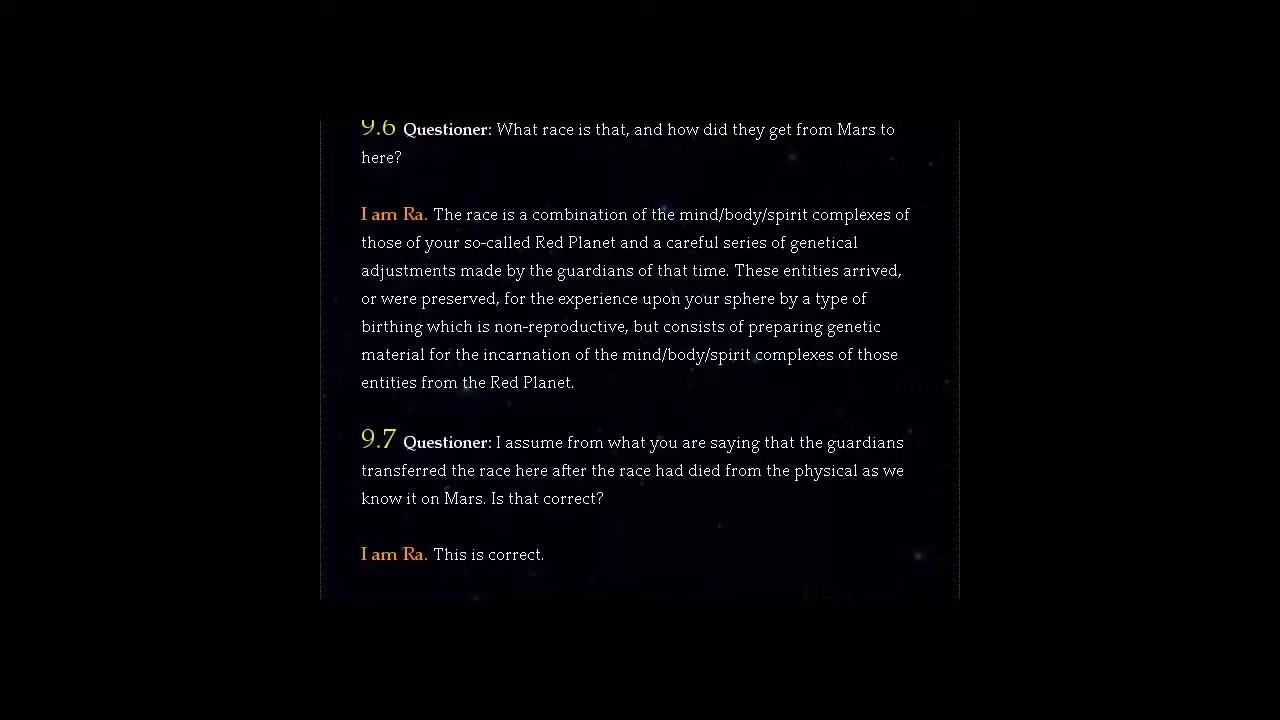 9.6 Questioner: What race is that, and how did they get from Mars to
here?
I am Ra. The race is a combination of the mind/body/spirit complexes of
those of your so-called Red Planet and a careful series of genetical
adjustments made by the guardians of that time. These entities arrived,
or were preserved, for the experience upon your sphere by a type of
birthing which is non-reproductive, but consists of preparing genetic
material for the incarnation of the mind/body/spirit complexes of those
entities from the Red Planet.
9.7 Questioner: I assume from what you are saying that the guardians
transferred the race here after the race had died from the physical as we
know it on Mars. Is that correct?
I am Ra. This is correct.